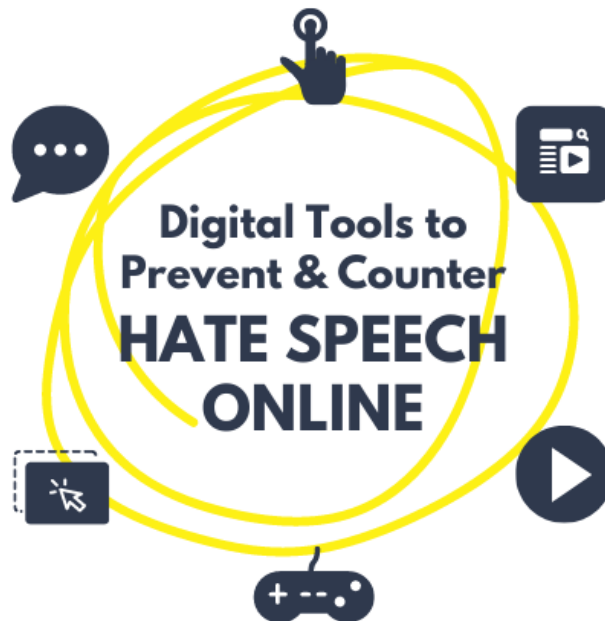 Digital Tools to
Prevent & Counter
HATE SPEECH
ONLINE